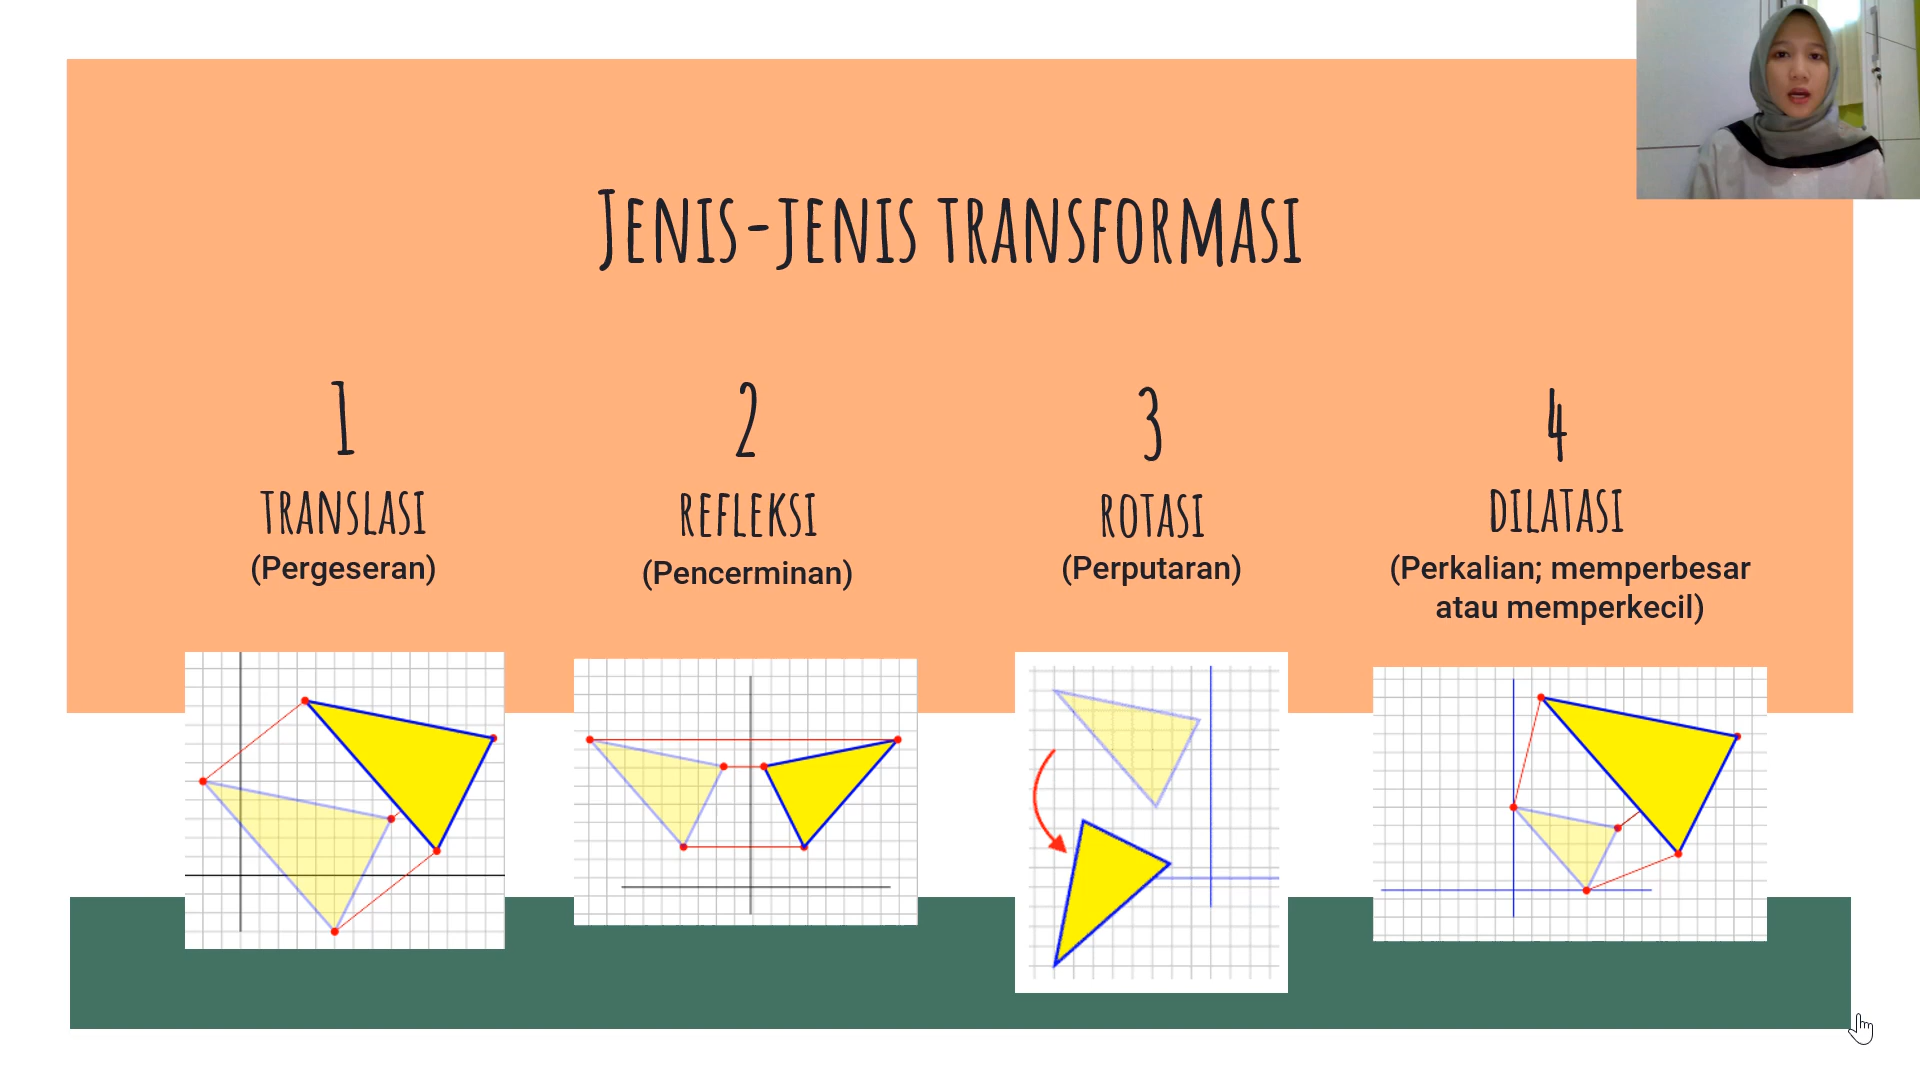 Jenis-jenis transformasi
1
translasi
(Pergeseran)
2
refleksi
(Pencerminan)
3
rotasi
(Perputaran)
4
dilatasi
(Perkalian; memperbesar
atau memperkecil)